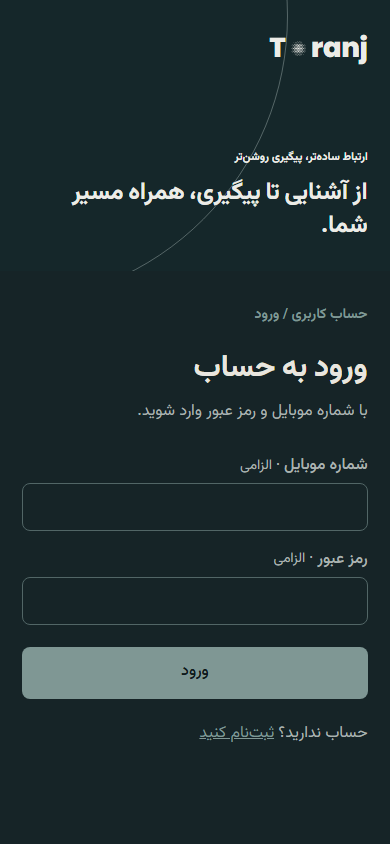 Toranj
ارتباط ساده‌تر، پیگیری روشن‌تر
از آشنایی تا پیگیری، همراه مسیر
شما.
حساب کاربری / ورود
ورود به حساب
با شماره موبایل و رمز عبور وارد شوید.
شماره موبایل · الزامی
رمز عبور · الزامی
ورود
حساب ندارید؟ ثبت‌نام کنید